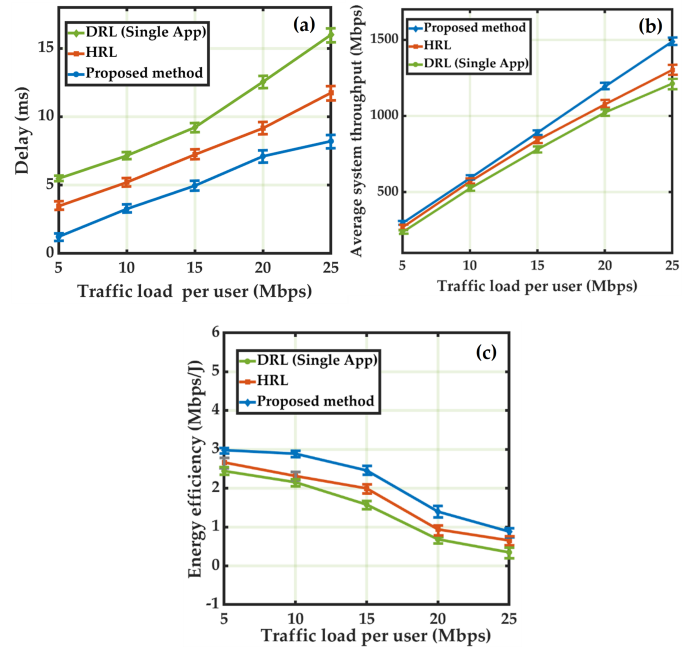 (a)
DRL (Single App)
HRL
Proposed method
Delay (ms)
15
10
5
0
5 10 15 20 25
Traffic load per user (Mbps)
(b)
Proposed method
HRL
DRL (Single App)
Average system throughput (Mbps)
1500
1000
500
5 10 15 20 25
Traffic load per user (Mbps)
(c)
DRL (Single App)
HRL
Proposed method
Energy efficiency (Mbps/J)
6
5
4
3
2
1
0
-1
5 10 15 20 25
Traffic load per user (Mbps)